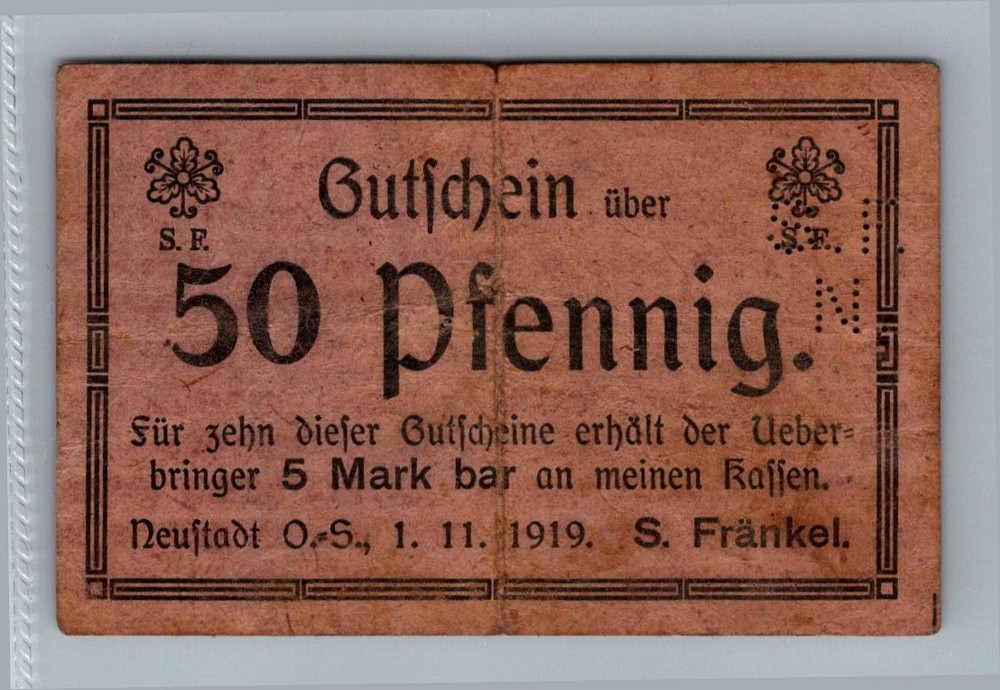 Gutschein über
S. F.
S. F.
50 Pfennig.
N
Für zehn dieser Gutscheine erhält der Ueber-
bringer 5 Mark bar an meinen Kassen.
Neustadt O.-S., 1. 11. 1919. S. Fränkel.